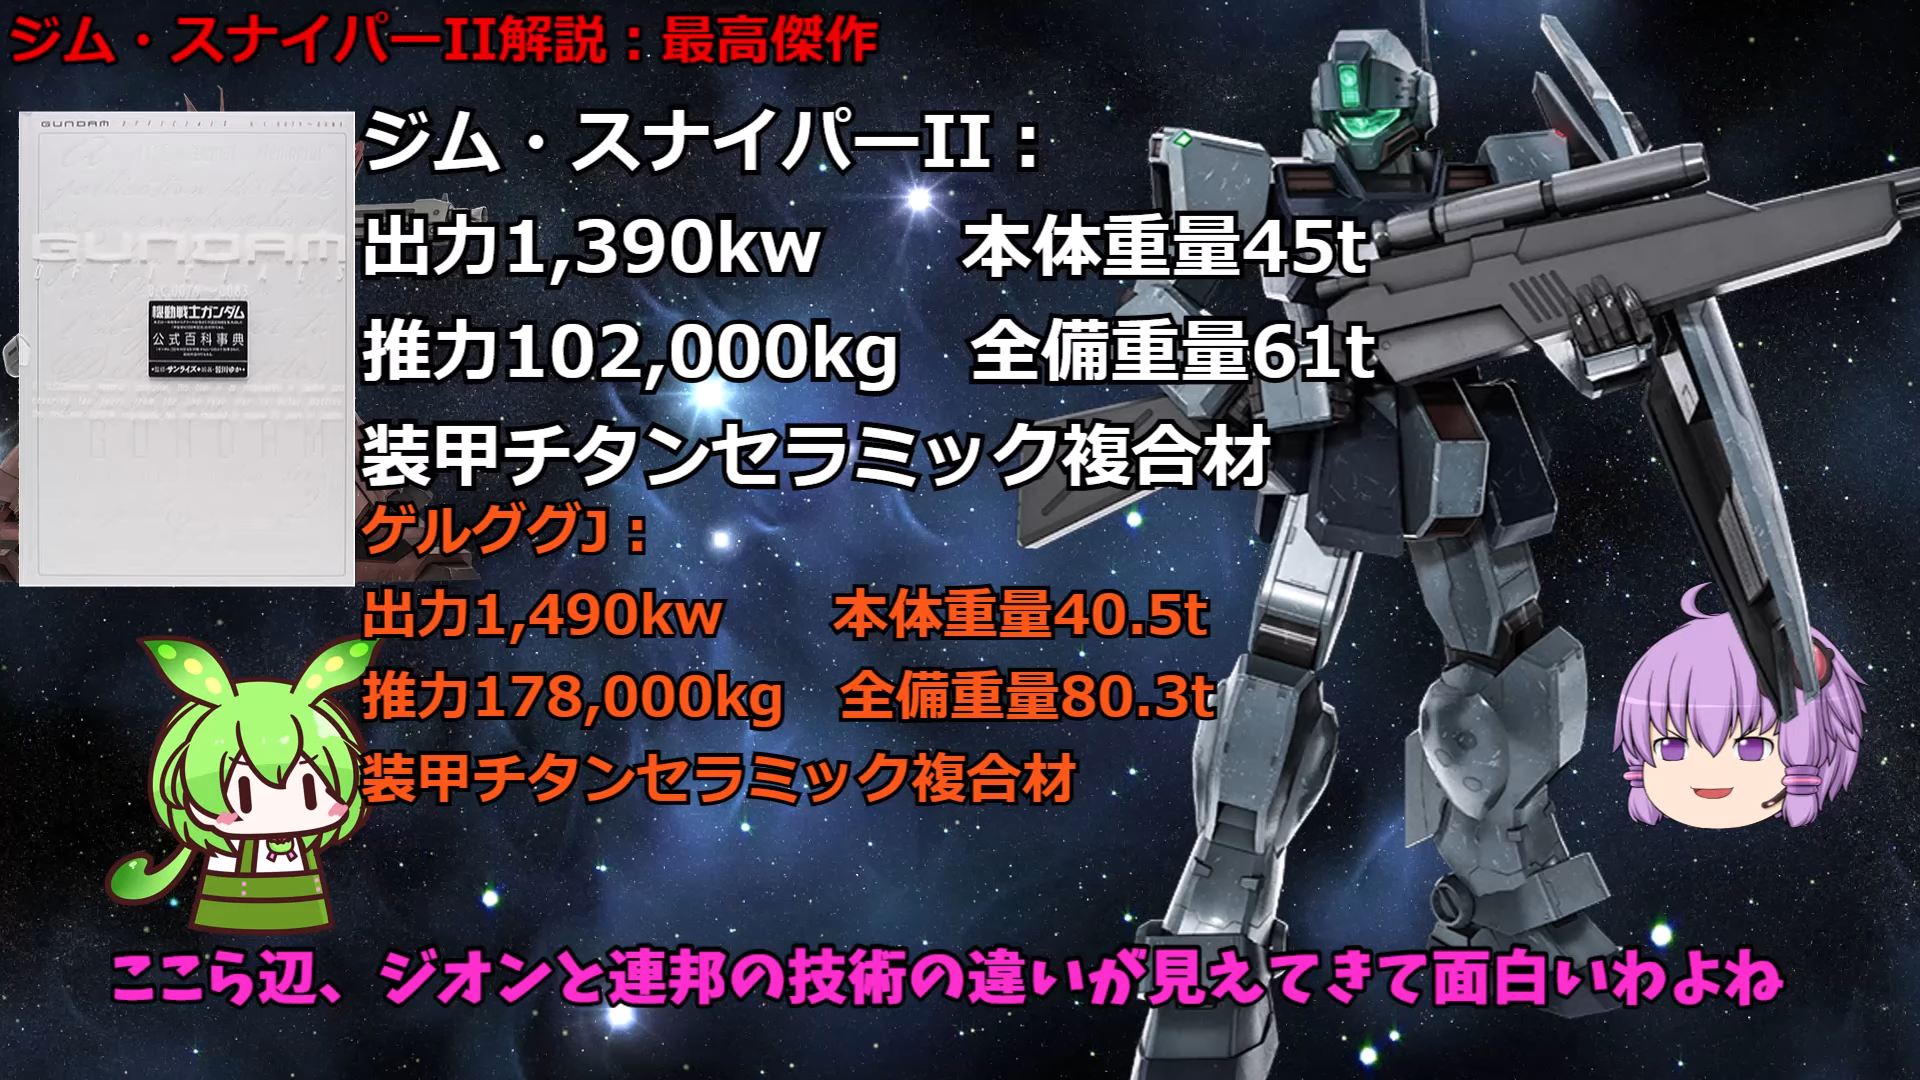 ジム・スナイパーII解説：最高傑作
GUNDAM
GUNDAM
OFFICIALS
U.C.0079～0083
機動戦士ガンダム
公式百科事典
GUNDAM
ジム・スナイパーII：
出力1,390kw 本体重量45t
推力102,000kg 全備重量61t
装甲チタンセラミック複合材
ゲルググJ：
出力1,490kw 本体重量40.5t
推力178,000kg 全備重量80.3t
装甲チタンセラミック複合材
ここら辺、ジオンと連邦の技術の違いが見えてきて面白いわよね